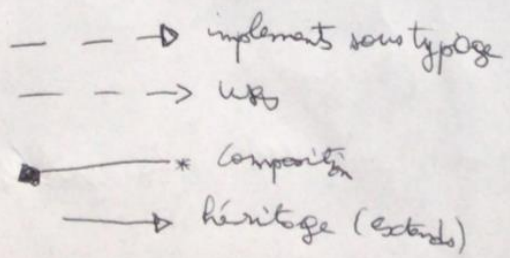 implements sous typage
uses
* composition
héritage (extends)